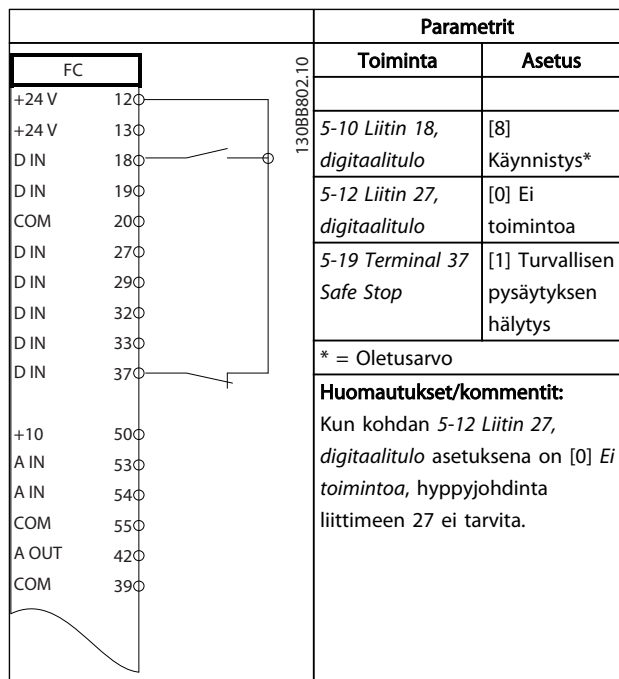 FC
+24 V 12
+24 V 13
D IN 18
D IN 19
COM 20
D IN 27
D IN 29
D IN 32
D IN 33
D IN 37
+10 50
A IN 53
A IN 54
COM 55
A OUT 42
COM 39
130BB802.10
Parametrit
Toiminta Asetus
5-10 Liitin 18, [8]
digitaalitulo Käynnistys*
5-12 Liitin 27, [0] Ei
digitaalitulo toimintoa
5-19 Terminal 37 [1] Turvallisen
Safe Stop pysäytyksen
hälytys
* = Oletusarvo
Huomautukset/kommentit:
Kun kohdan 5-12 Liitin 27,
digitaalitulo asetuksena on [0] Ei
toimintoa, hyppyjohdinta
liittimeen 27 ei tarvita.